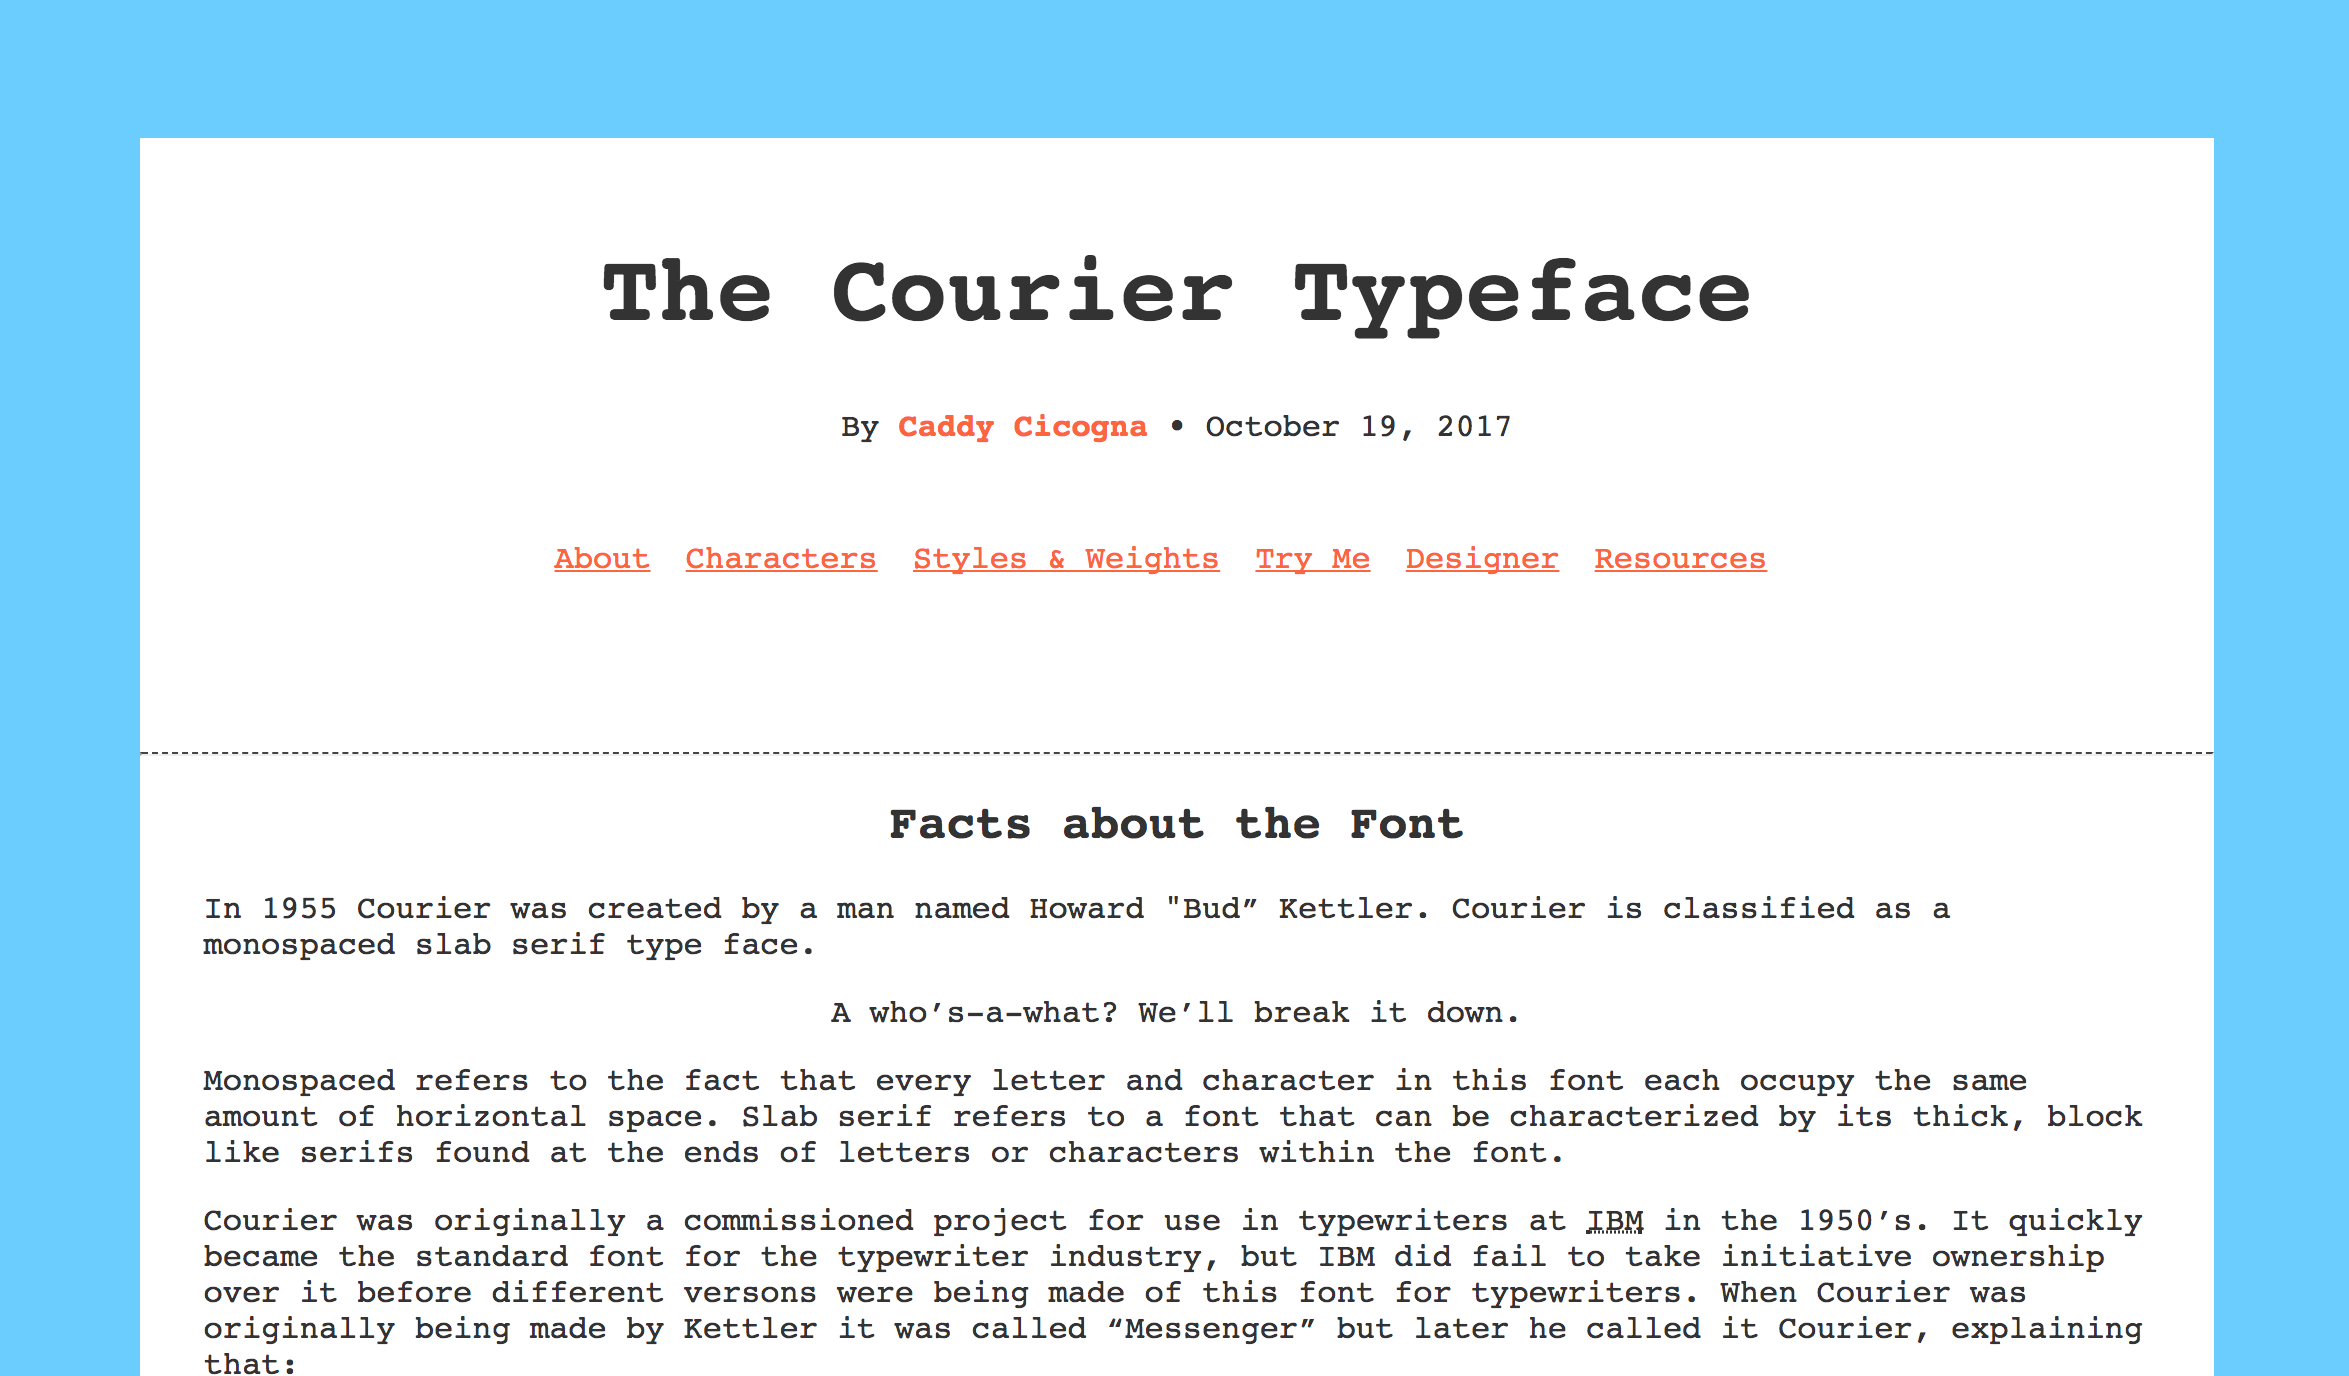 The Courier Typeface
By Caddy Cicogna • October 19, 2017
About Characters Styles & Weights Try Me Designer Resources
Facts about the Font
In 1955 Courier was created by a man named Howard "Bud” Kettler. Courier is classified as a
monospaced slab serif type face.
A who’s-a-what? We’ll break it down.
Monospaced refers to the fact that every letter and character in this font each occupy the same
amount of horizontal space. Slab serif refers to a font that can be characterized by its thick, block
like serifs found at the ends of letters or characters within the font.
Courier was originally a commissioned project for use in typewriters at IBM in the 1950’s. It quickly
became the standard font for the typewriter industry, but IBM did fail to take initiative ownership
over it before different versons were being made of this font for typewriters. When Courier was
originally being made by Kettler it was called “Messenger” but later he called it Courier, explaining
that: